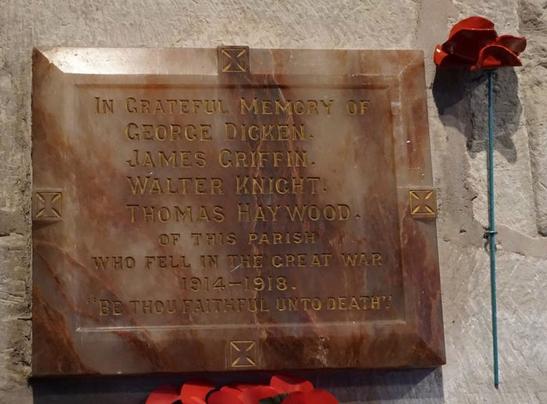 In Grateful Memory of
George Dicken.
James Griffin.
Walter Knight.
Thomas Haywood.
of this parish
who fell in the Great War
1914–1918.
"Be thou faithful unto death".